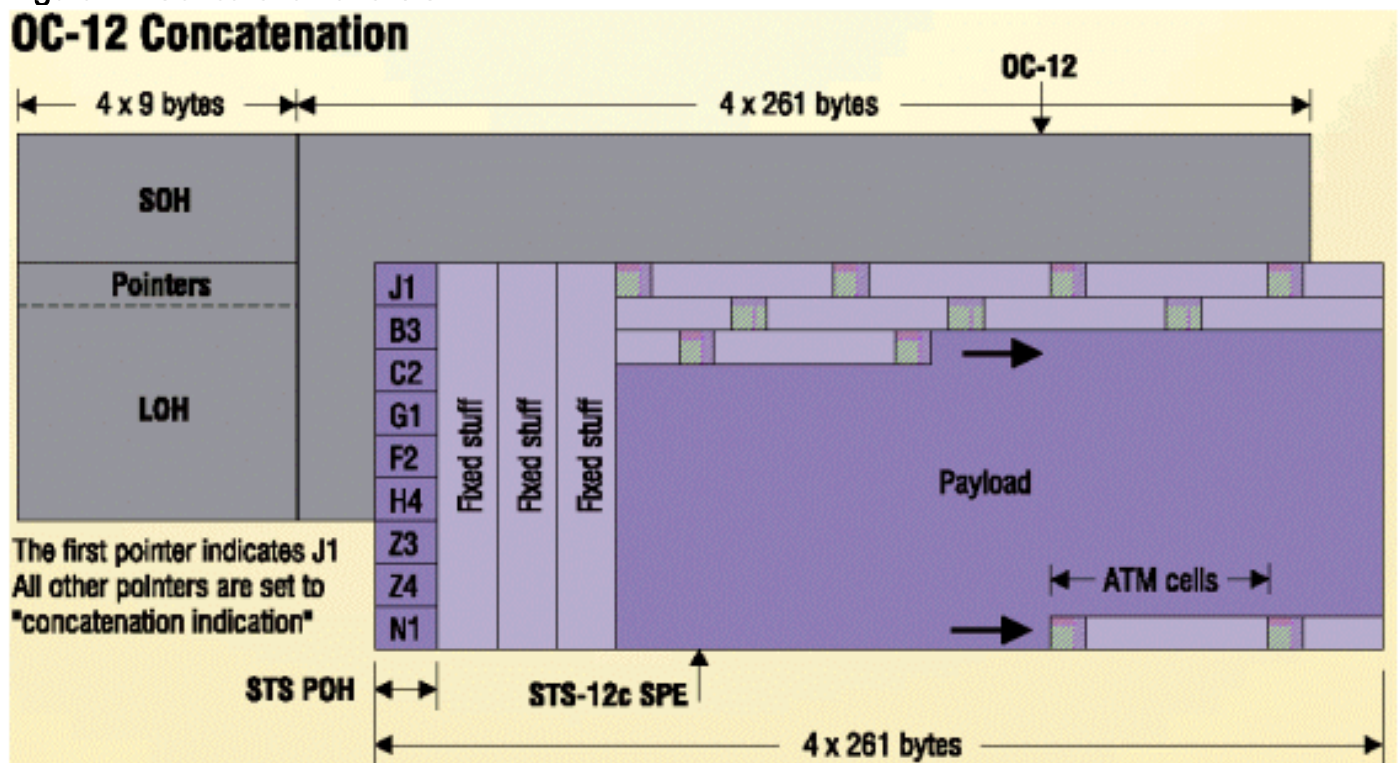 OC-12 Concatenation
OC-12
4 x 9 bytes
4 x 261 bytes
SOH
Pointers
LOH
J1
B3
C2
G1
F2
H4
Z3
Z4
N1
Fixed stuff
Fixed stuff
Fixed stuff
Payload
ATM cells
The first pointer indicates J1
All other pointers are set to
"concatenation indication"
STS POH
STS-12c SPE
4 x 261 bytes